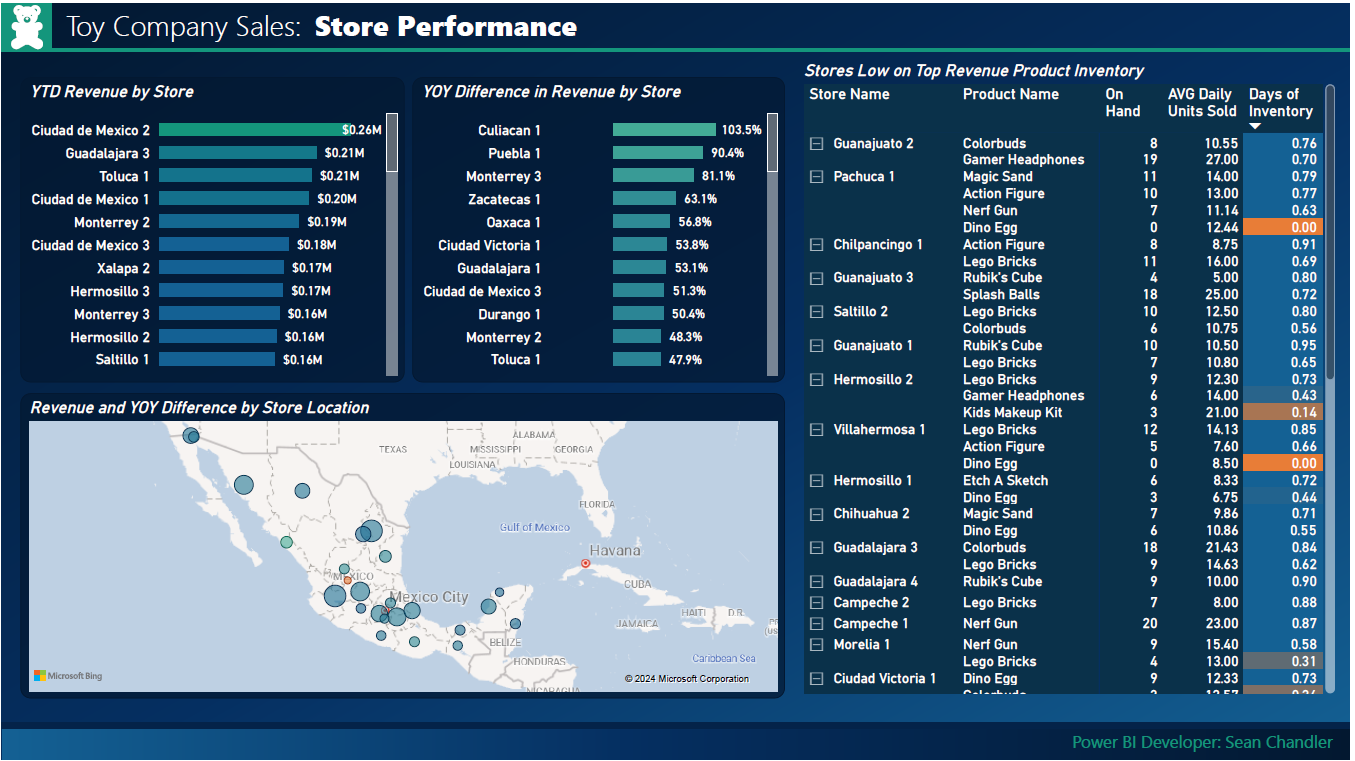 Toy Company Sales: Store Performance
YTD Revenue by Store
Ciudad de Mexico 2 $0.26M
Guadalajara 3 $0.21M
Toluca 1 $0.21M
Ciudad de Mexico 1 $0.20M
Monterrey 2 $0.19M
Ciudad de Mexico 3 $0.18M
Xalapa 2 $0.17M
Hermosillo 3 $0.17M
Monterrey 3 $0.16M
Hermosillo 2 $0.16M
Saltillo 1 $0.16M
YOY Difference in Revenue by Store
Culiacan 1 103.5%
Puebla 1 90.4%
Monterrey 3 81.1%
Zacatecas 1 63.1%
Oaxaca 1 56.8%
Ciudad Victoria 1 53.8%
Guadalajara 1 53.1%
Ciudad de Mexico 3 51.3%
Durango 1 50.4%
Monterrey 2 48.3%
Toluca 1 47.9%
Revenue and YOY Difference by Store Location
ALABAMA
TEXAS MISSISSIPPI GEORGIA
LOUISIANA
FLORIDA
Gulf of Mexico
Havana
MEXICO
CUBA
Mexico City
HAITI D.R.
JAMAICA
(US
BELIZE
Caribbean Sea
HONDURAS
Microsoft Bing
© 2024 Microsoft Corporation
NICARAGUA
Stores Low on Top Revenue Product Inventory
Store Name Product Name On Hand AVG Daily Units Sold Days of Inventory
Guanajuato 2 Colorbuds 8 10.55 0.76
Gamer Headphones 19 27.00 0.70
Pachuca 1 Magic Sand 11 14.00 0.79
Action Figure 10 13.00 0.77
Nerf Gun 7 11.14 0.63
Dino Egg 0 12.44 0.00
Chilpancingo 1 Action Figure 8 8.75 0.91
Lego Bricks 11 16.00 0.69
Guanajuato 3 Rubik's Cube 4 5.00 0.80
Splash Balls 18 25.00 0.72
Saltillo 2 Lego Bricks 10 12.50 0.80
Colorbuds 6 10.75 0.56
Guanajuato 1 Rubik's Cube 10 10.50 0.95
Lego Bricks 7 10.80 0.65
Hermosillo 2 Lego Bricks 9 12.30 0.73
Gamer Headphones 6 14.00 0.43
Kids Makeup Kit 3 21.00 0.14
Villahermosa 1 Lego Bricks 12 14.13 0.85
Action Figure 5 7.60 0.66
Dino Egg 0 8.50 0.00
Hermosillo 1 Etch A Sketch 6 8.33 0.72
Dino Egg 3 6.75 0.44
Chihuahua 2 Magic Sand 7 9.86 0.71
Dino Egg 6 10.86 0.55
Guadalajara 3 Colorbuds 18 21.43 0.84
Lego Bricks 9 14.63 0.62
Guadalajara 4 Rubik's Cube 9 10.00 0.90
Campeche 2 Lego Bricks 7 8.00 0.88
Campeche 1 Nerf Gun 20 23.00 0.87
Morelia 1 Nerf Gun 9 15.40 0.58
Lego Bricks 4 13.00 0.31
Ciudad Victoria 1 Dino Egg 9 12.33 0.73
Colorbuds
Power BI Developer: Sean Chandler